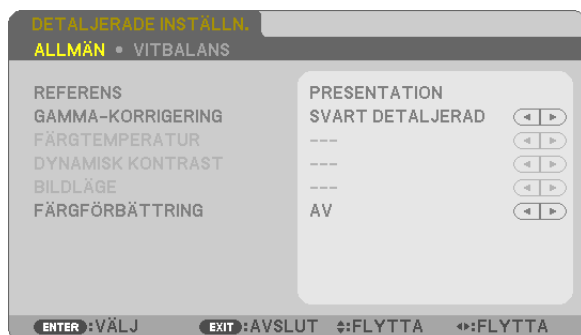 DETALJERADE INSTÄLLN.
ALLMÄN • VITBALANS
REFERENS PRESENTATION
GAMMA-KORRIGERING SVART DETALJERAD
FÄRGTEMPERATUR ---
DYNAMISK KONTRAST ---
BILDLÄGE ---
FÄRGFÖRBÄTTRING AV
ENTER:VÄLJ EXIT:AVSLUT :FLYTTA :FLYTTA